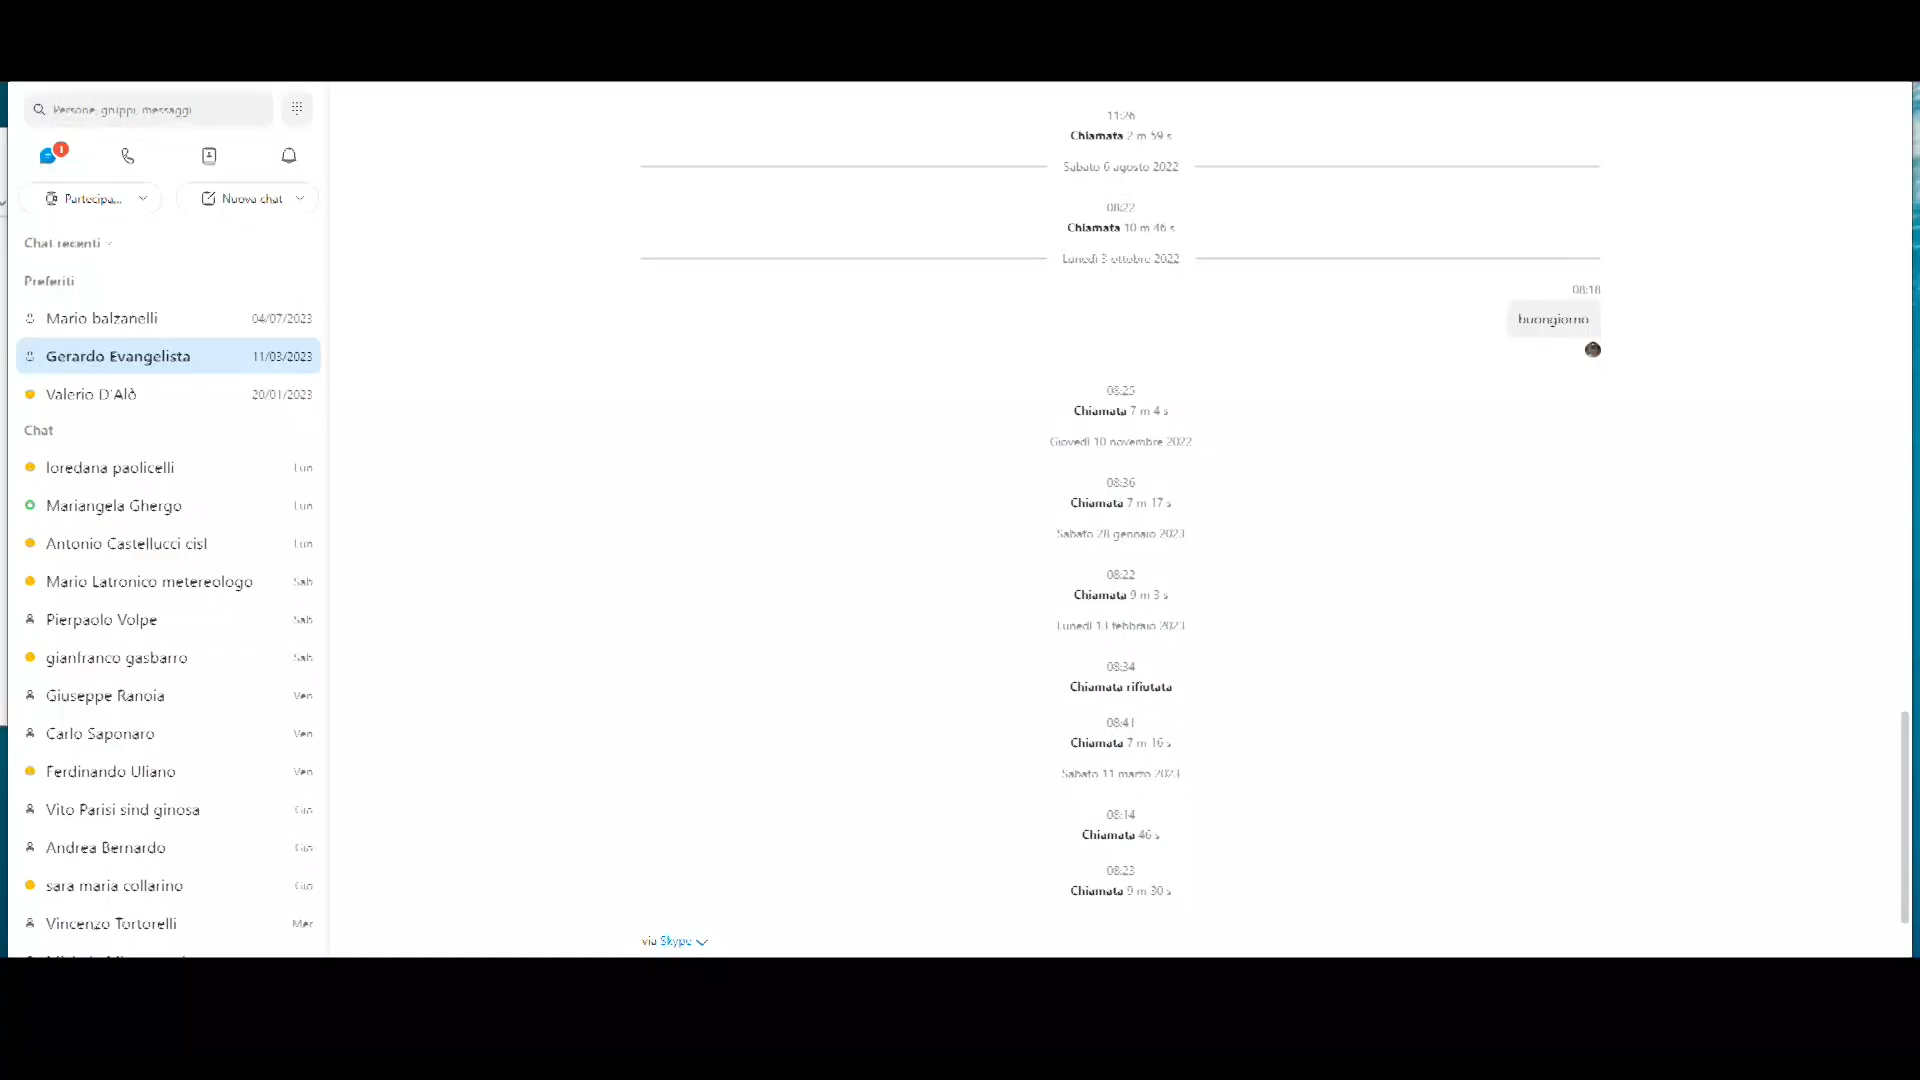 Persone, gruppi, messaggi
1
Partecipa...
Nuova chat
Chat recenti
Preferiti
Mario balzanelli 04/07/2023
Gerardo Evangelista 11/03/2023
Valerio D'Alò 20/01/2023
Chat
loredana paolicelli Lun
Mariangela Ghergo Lun
Antonio Castellucci cisl Lun
Mario Latronico metereologo Sab
Pierpaolo Volpe Sab
gianfranco gasbarro Sab
Giuseppe Ranoia Ven
Carlo Saponaro Ven
Ferdinando Uliano Ven
Vito Parisi sind ginosa Gio
Andrea Bernardo Gio
sara maria collarino Gio
Vincenzo Tortorelli Mer
11:26
Chiamata 2 m 59 s
Sabato 6 agosto 2022
08:22
Chiamata 10 m 46 s
Lunedì 3 ottobre 2022
08:18
buongiorno
08:25
Chiamata 7 m 4 s
Giovedì 10 novembre 2022
08:36
Chiamata 7 m 17 s
Sabato 28 gennaio 2023
08:22
Chiamata 9 m 3 s
Lunedì 13 febbraio 2023
08:34
Chiamata rifiutata
08:41
Chiamata 7 m 16 s
Sabato 11 marzo 2023
08:14
Chiamata 46 s
08:23
Chiamata 9 m 30 s
via Skype